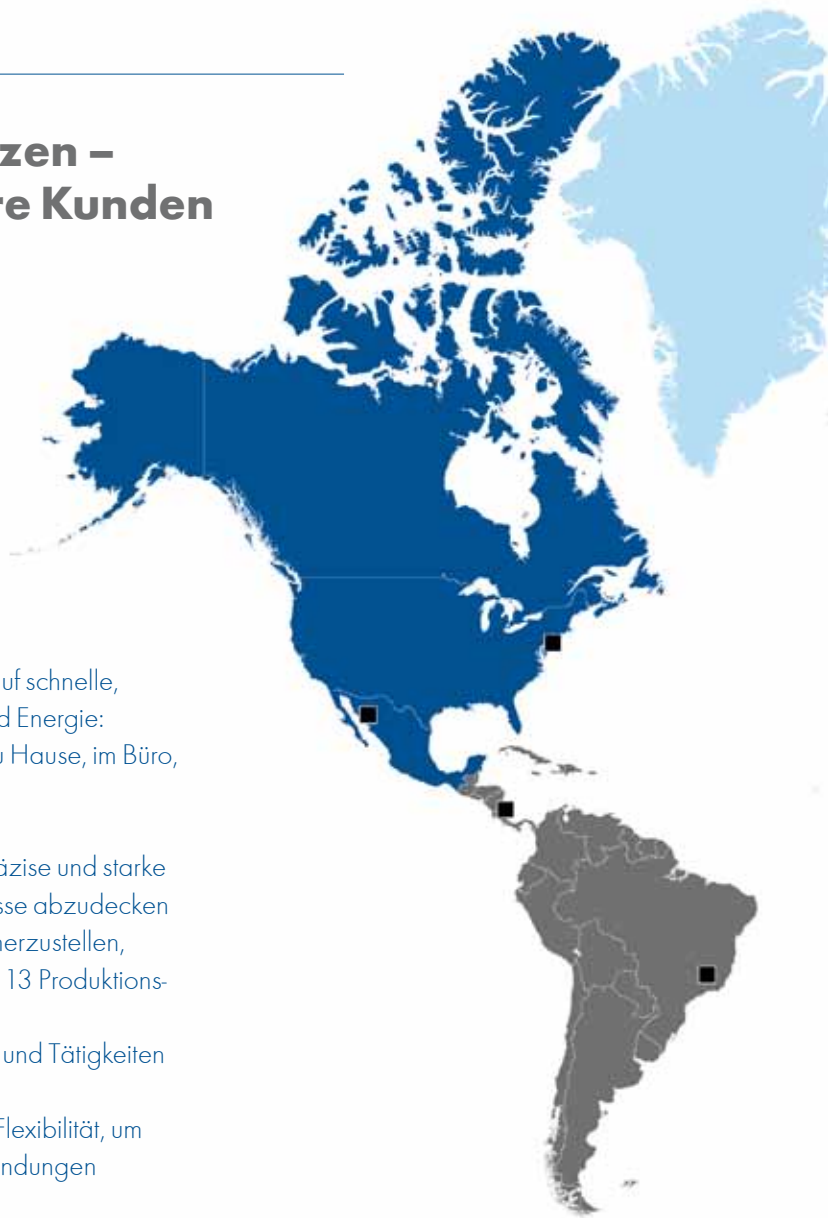 zen –
re Kunden
uf schnelle,
d Energie:
u Hause, im Büro,
äzise und starke
sse abzudecken
herzustellen,
13 Produktions-
und Tätigkeiten
Flexibilität, um
ndungen